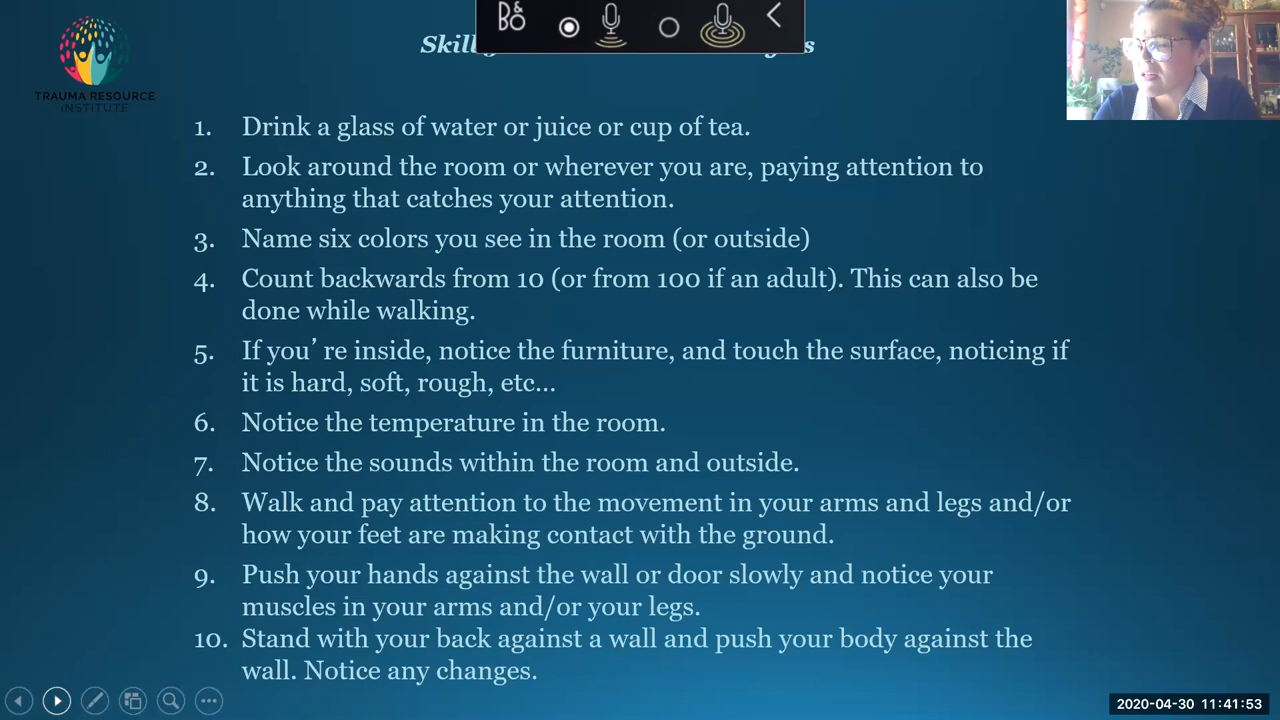 TRAUMA RESOURCE
INSTITUTE
B&O
1. Drink a glass of water or juice or cup of tea.
2. Look around the room or wherever you are, paying attention to
anything that catches your attention.
3. Name six colors you see in the room (or outside)
4. Count backwards from 10 (or from 100 if an adult). This can also be
done while walking.
5. If you’ re inside, notice the furniture, and touch the surface, noticing if
it is hard, soft, rough, etc...
6. Notice the temperature in the room.
7. Notice the sounds within the room and outside.
8. Walk and pay attention to the movement in your arms and legs and/or
how your feet are making contact with the ground.
9. Push your hands against the wall or door slowly and notice your
muscles in your arms and/or your legs.
10. Stand with your back against a wall and push your body against the
wall. Notice any changes.
2020-04-30 11:41:53